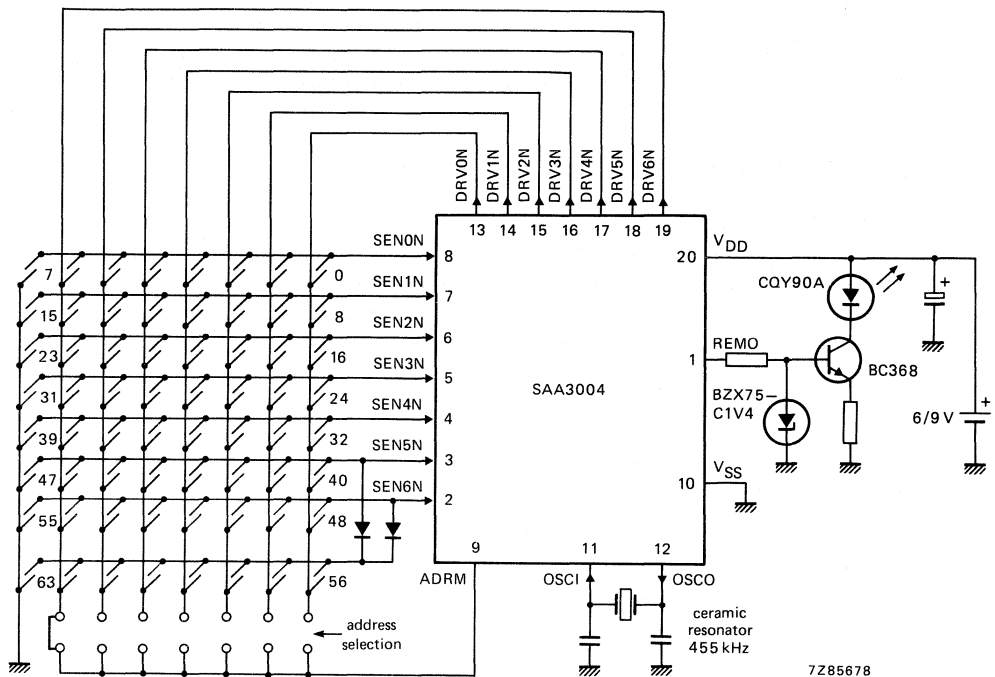 DRV0N
DRV1N
DRV2N
DRV3N
DRV4N
DRV5N
DRV6N
13 14 15 16 17 18 19
SEN0N
8
SEN1N
7
SEN2N
6
SEN3N
5
SEN4N
4
SEN5N
3
SEN6N
2
7 0
15 8
23 16
31 24
39 32
47 40
55 48
63 56
SAA3004
20
VDD
CQY90A
+
REMO
1
BC368
BZX75-
C1V4
+
6/9 V
VSS
10
9
11
12
ADRM
OSCI
OSCO
address
selection
ceramic
resonator
455 kHz
7Z85678